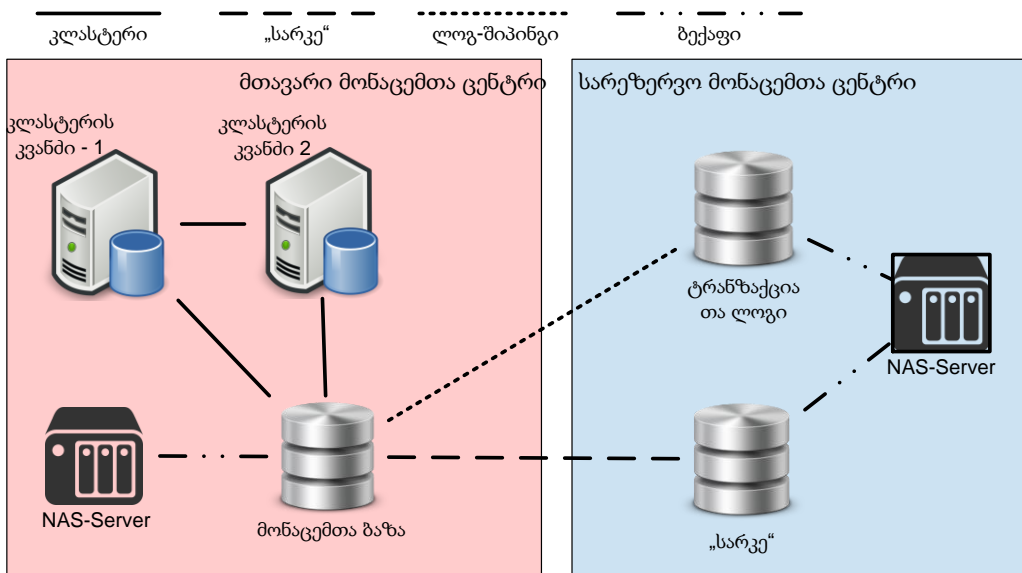 კლასტერი
„სარკე“
ლოგ-შიპინგი
ბექაფი
მთავარი მონაცემთა ცენტრი
სარეზერვო მონაცემთა ცენტრი
კლასტერის
კვანძი - 1
კლასტერის
კვანძი 2
ტრანზაქცია
თა ლოგი
NAS-Server
NAS-Server
მონაცემთა ბაზა
„სარკე“